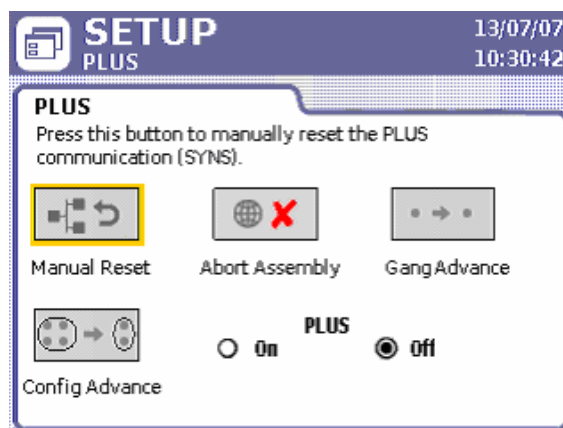 SETUP
PLUS
13/07/07
10:30:42
PLUS
Press this button to manually reset the PLUS
communication (SYNS).
Manual Reset
Abort Assembly
Gang Advance
PLUS
On
Off
Config Advance